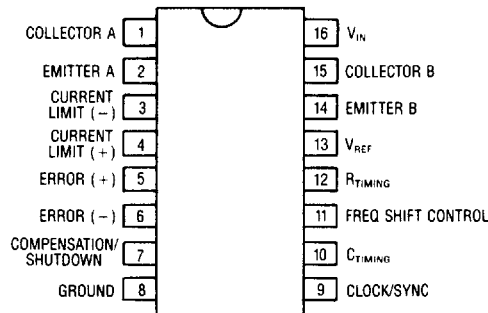 COLLECTOR A 1
16 VIN
EMITTER A 2
15 COLLECTOR B
CURRENT
LIMIT (−) 3
14 EMITTER B
CURRENT
LIMIT (+) 4
13 VREF
ERROR (+) 5
12 RTIMING
ERROR (−) 6
11 FREQ SHIFT CONTROL
COMPENSATION/
SHUTDOWN 7
10 CTIMING
GROUND 8
9 CLOCK/SYNC